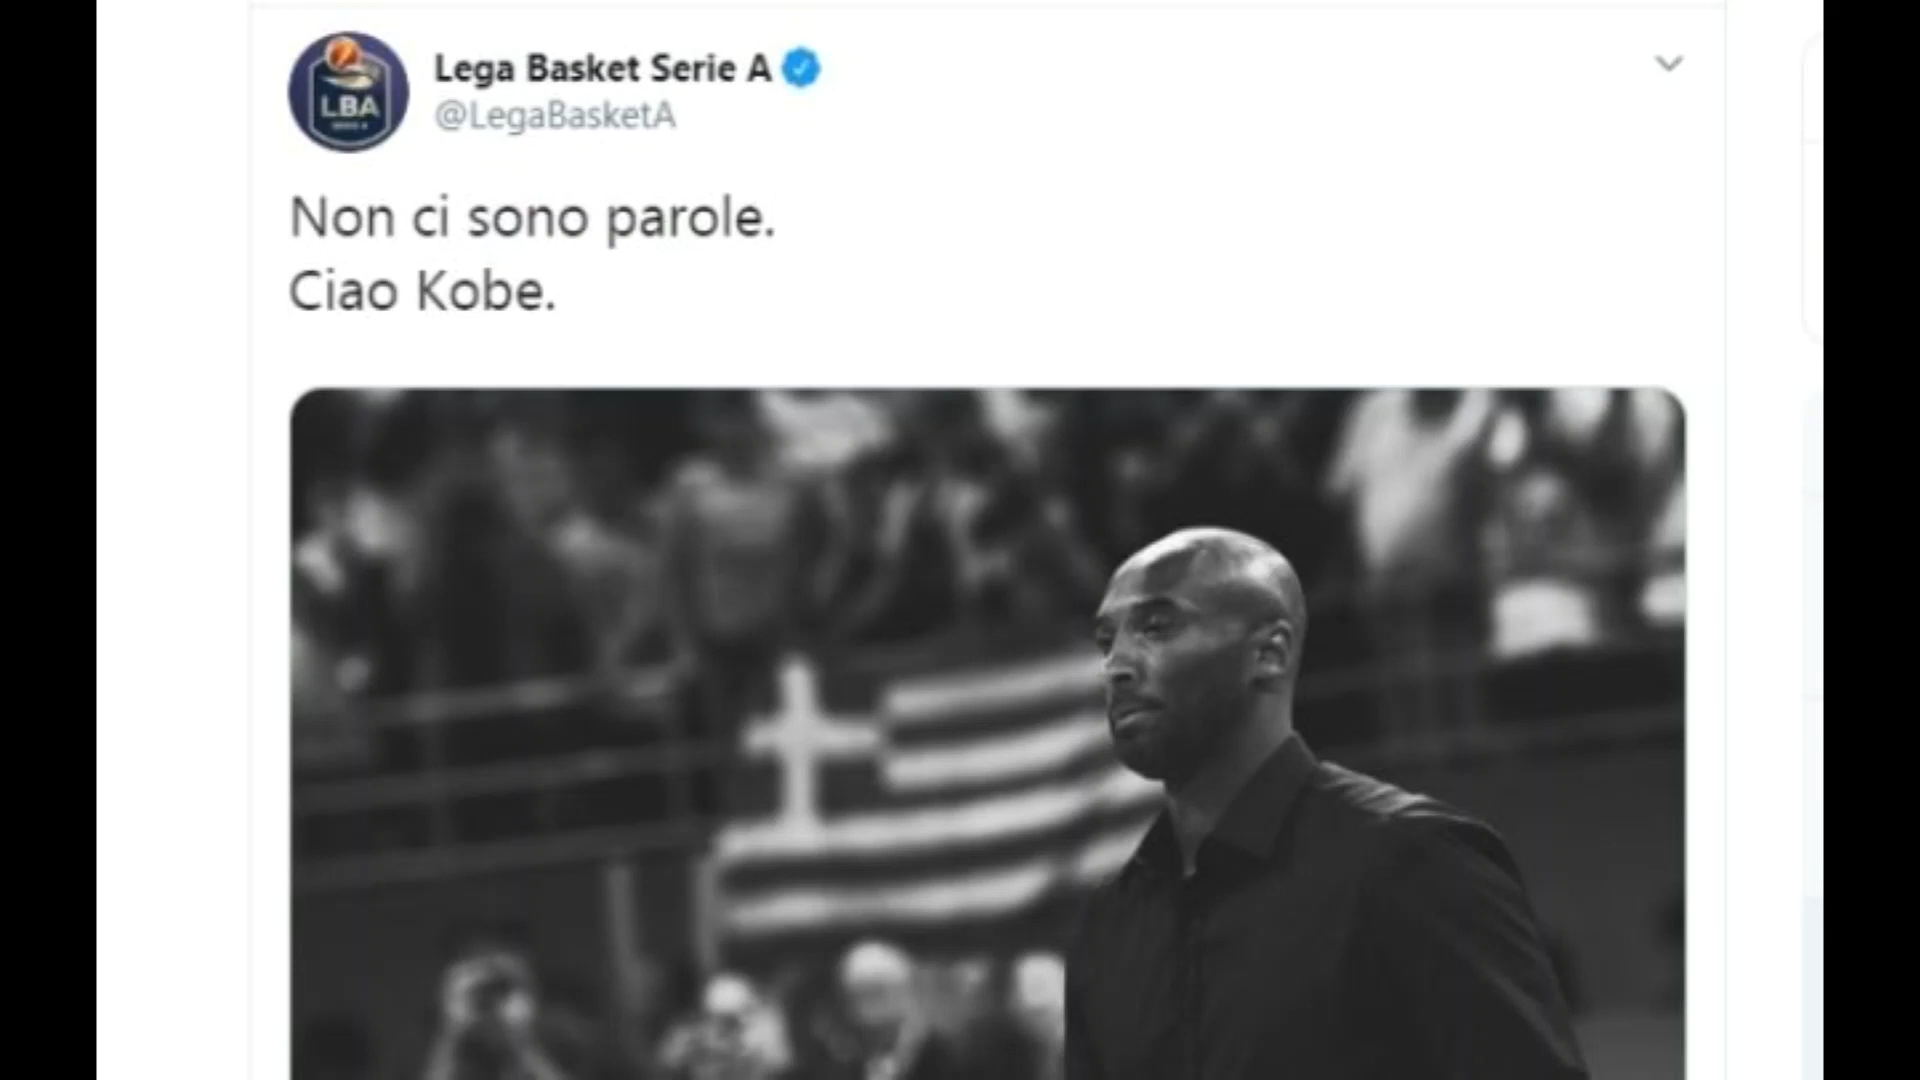 Lega Basket Serie A
@LegaBasketA
LBA
Non ci sono parole.
Ciao Kobe.